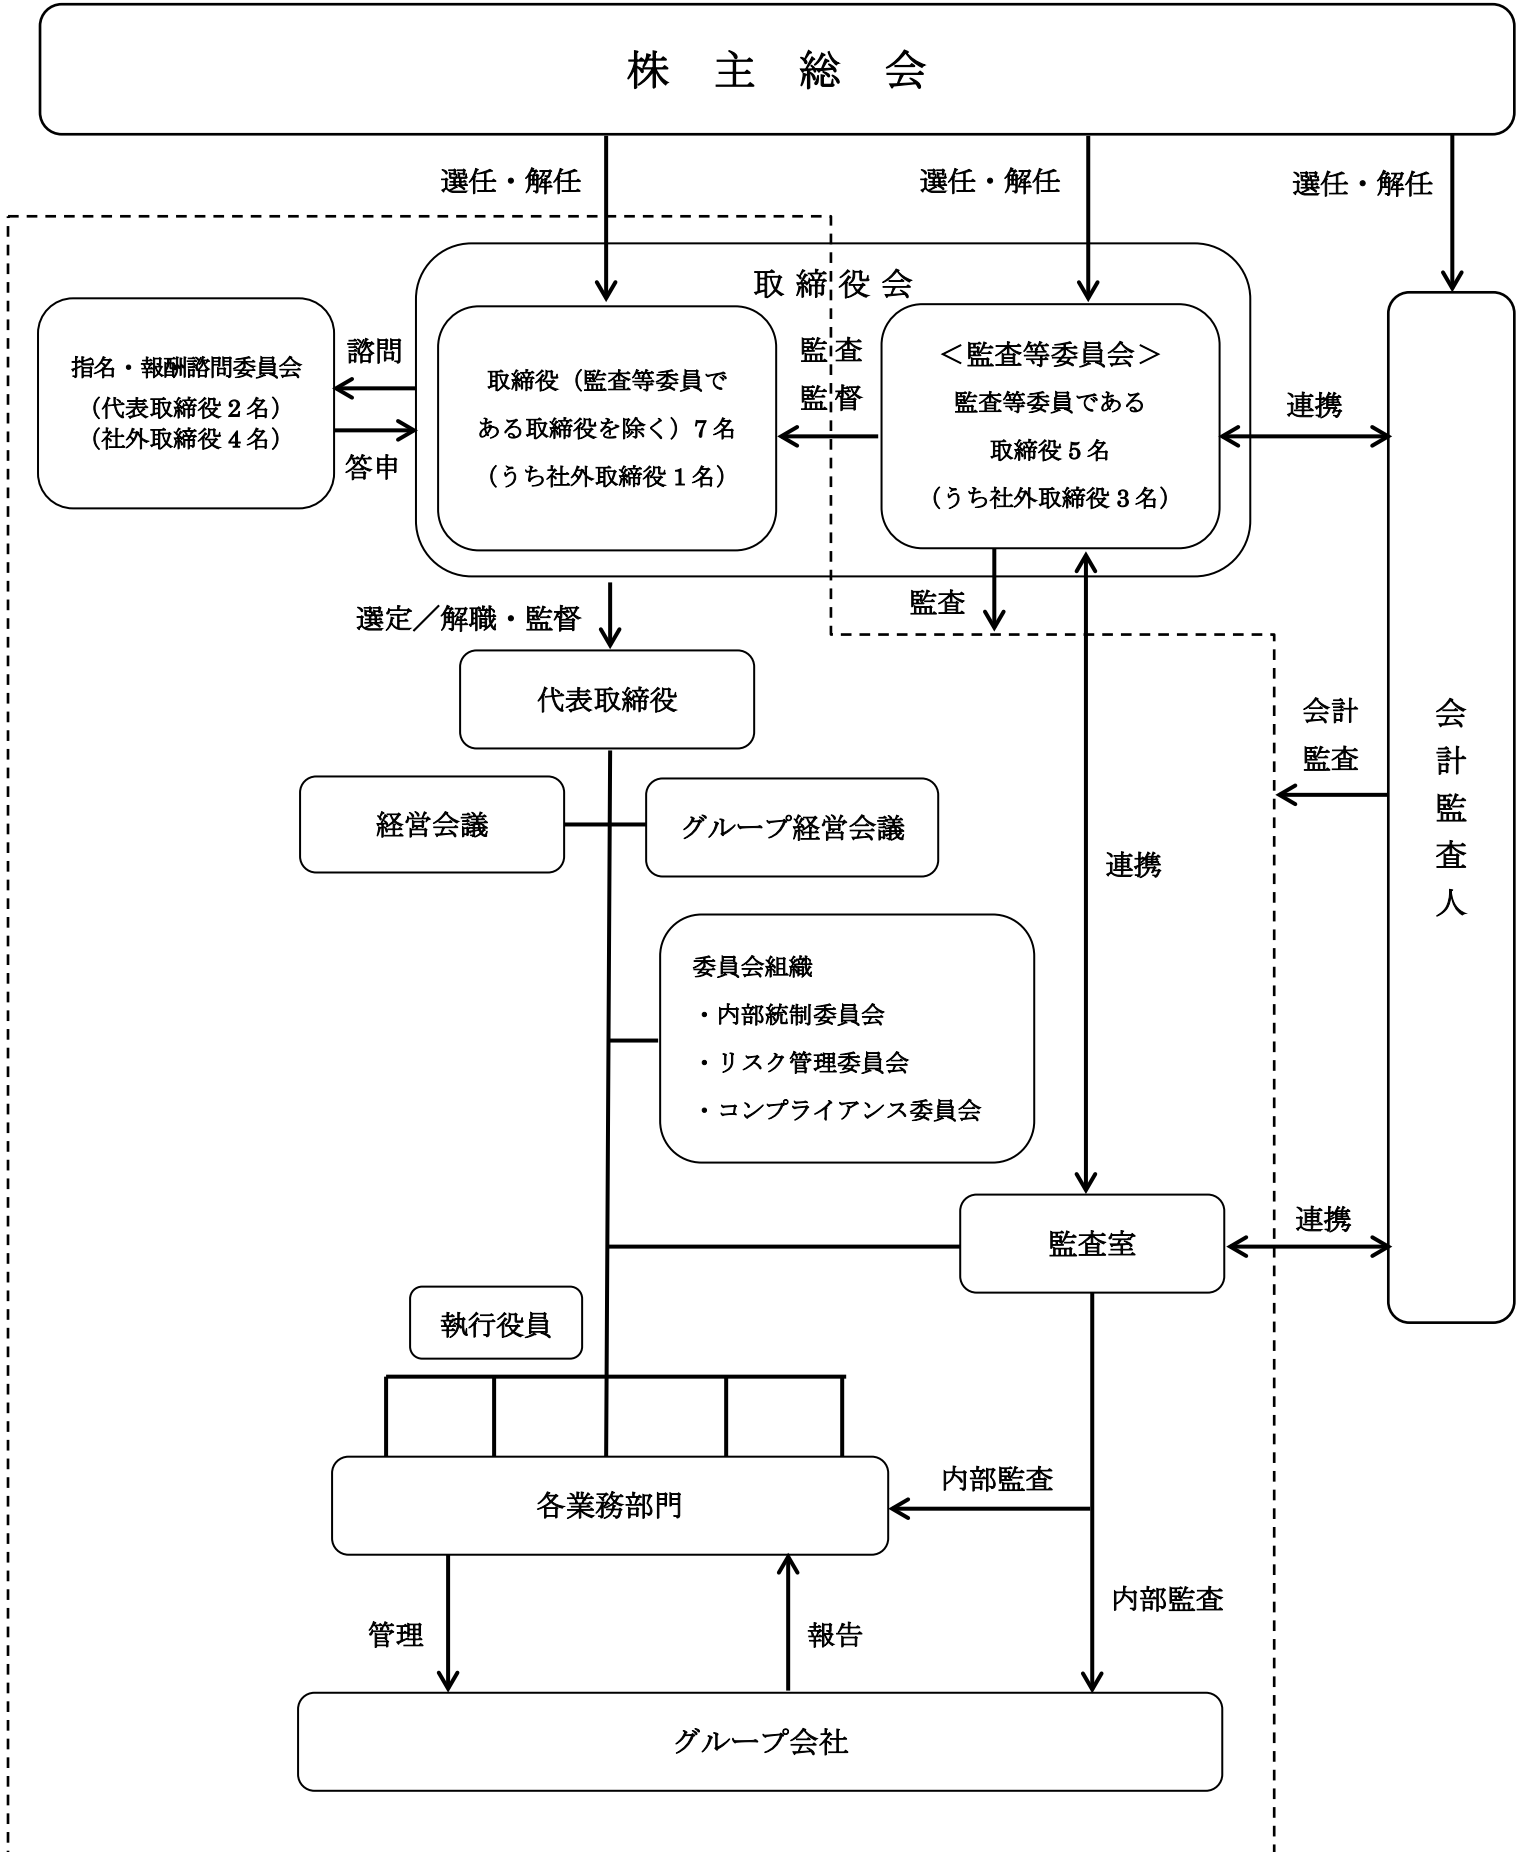 株主総会
選任・解任
選任・解任
選任・解任
取締役会
指名・報酬諮問委員会
（代表取締役2名）
（社外取締役4名）
諮問
答申
取締役（監査等委員で
ある取締役を除く）7名
（うち社外取締役1名）
監査
監督
＜監査等委員会＞
監査等委員である
取締役5名
（うち社外取締役3名）
連携
監査
選定／解職・監督
代表取締役
会計
監査
会計監査人
経営会議
グループ経営会議
連携
委員会組織
・内部統制委員会
・リスク管理委員会
・コンプライアンス委員会
監査室
連携
執行役員
各業務部門
内部監査
内部監査
管理
報告
グループ会社